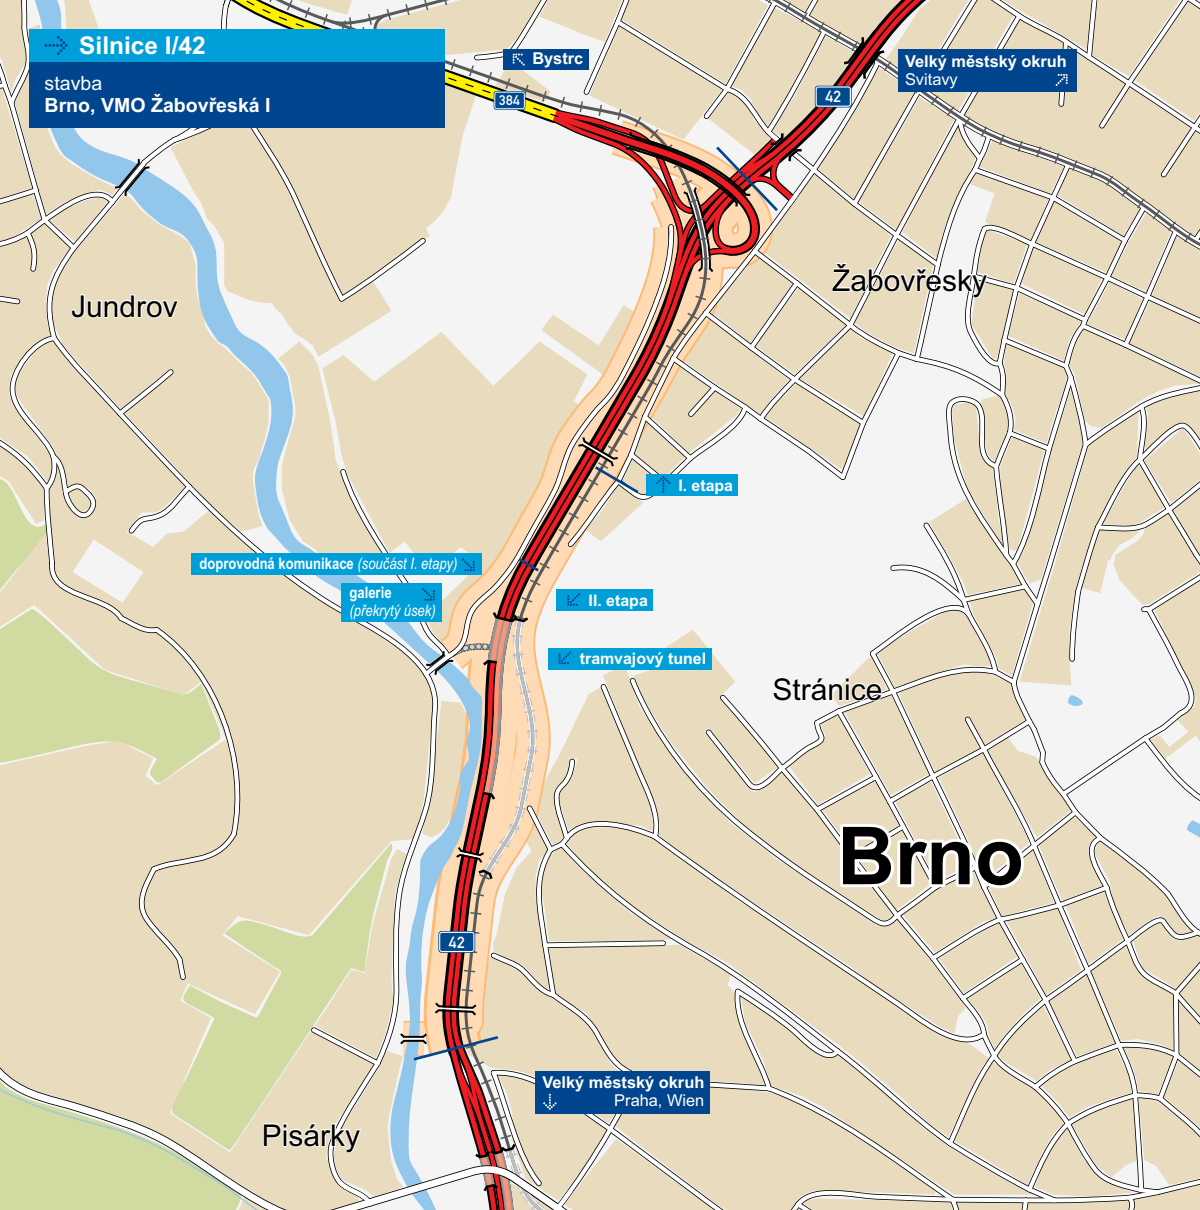 Silnice I/42
stavba
Brno, VMO Žabovřeská I
Bystrc
384
42
Velký městský okruh
Svitavy
Žabovřesky
Jundrov
I. etapa
doprovodná komunikace (součást I. etapy)
galerie
(překrytý úsek)
II. etapa
tramvajový tunel
Stránice
Brno
42
Velký městský okruh
Praha, Wien
Pisárky